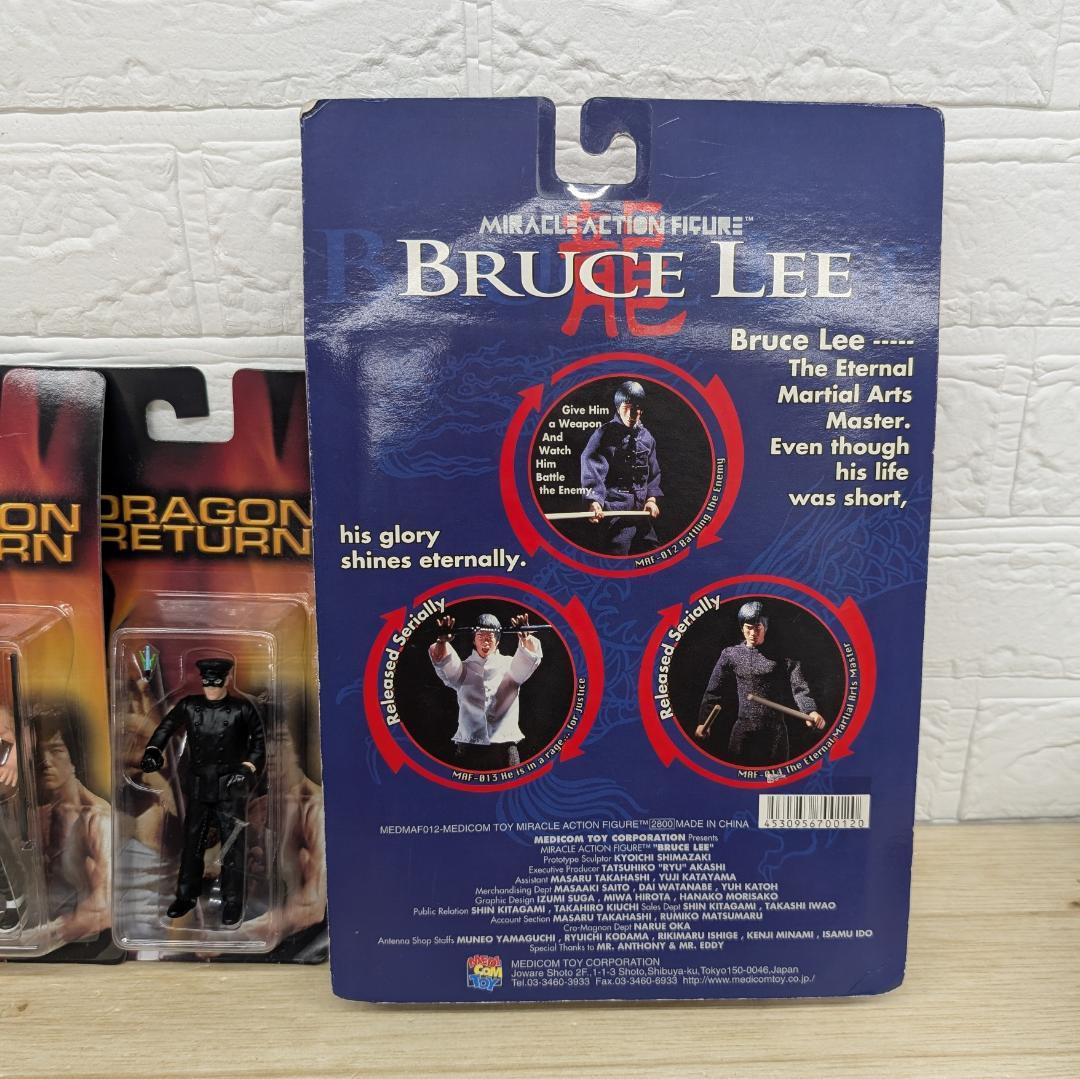 MIRACLE ACTION FIGURE™
龍
BRUCE LEE
Bruce Lee -----
The Eternal
Martial Arts
Master.
Even though
his life
was short,
his glory
shines eternally.
Give Him
a Weapon
And
Watch
Him
Battle
the Enemy.
MAF-012 Battling the Enemy
Released Serially
MAF-013 He is in a rage... for justice
Released Serially
MAF-014 The Eternal Martial Arts Master
MEDMAF012-MEDICOM TOY MIRACLE ACTION FIGURE™ 2800 MADE IN CHINA
4530956700120
MEDICOM TOY CORPORATION Presents
MIRACLE ACTION FIGURE™ "BRUCE LEE"
Prototype Sculptor KYOICHI SHIMAZAKI
Executive Producer TATSUHIKO "RYU" AKASHI
Assistant MASARU TAKAHASHI , YUJI KATAYAMA
Merchandising Dept MASAAKI SAITO , DAI WATANABE , YUH KATOH
Graphic Design IZUMI SUGA , MIWA HIROTA , HANAKO MORISAKO
Public Relation SHIN KITAGAMI , TAKAHIRO KIUCHI Sales Dept SHIN KITAGAMI , TAKASHI IWAO
Account Section MASARU TAKAHASHI , RUMIKO MATSUMARU
Cro-Magnon Dept NARUE OKA
Antenna Shop Staffs MUNEO YAMAGUCHI , RYUICHI KODAMA , RIKIMARU ISHIGE , KENJI MINAMI , ISAMU IDO
Special Thanks to MR. ANTHONY & MR. EDDY
MEDI
COM
TOY
MEDICOM TOY CORPORATION
Joware Shoto 2F.,1-1-3 Shoto,Shibuya-ku,Tokyo150-0046,Japan
Tel.03-3460-3933 Fax.03-3460-6933 http://www.medicomtoy.co.jp/
ON
RN
DRAGON
RETURN